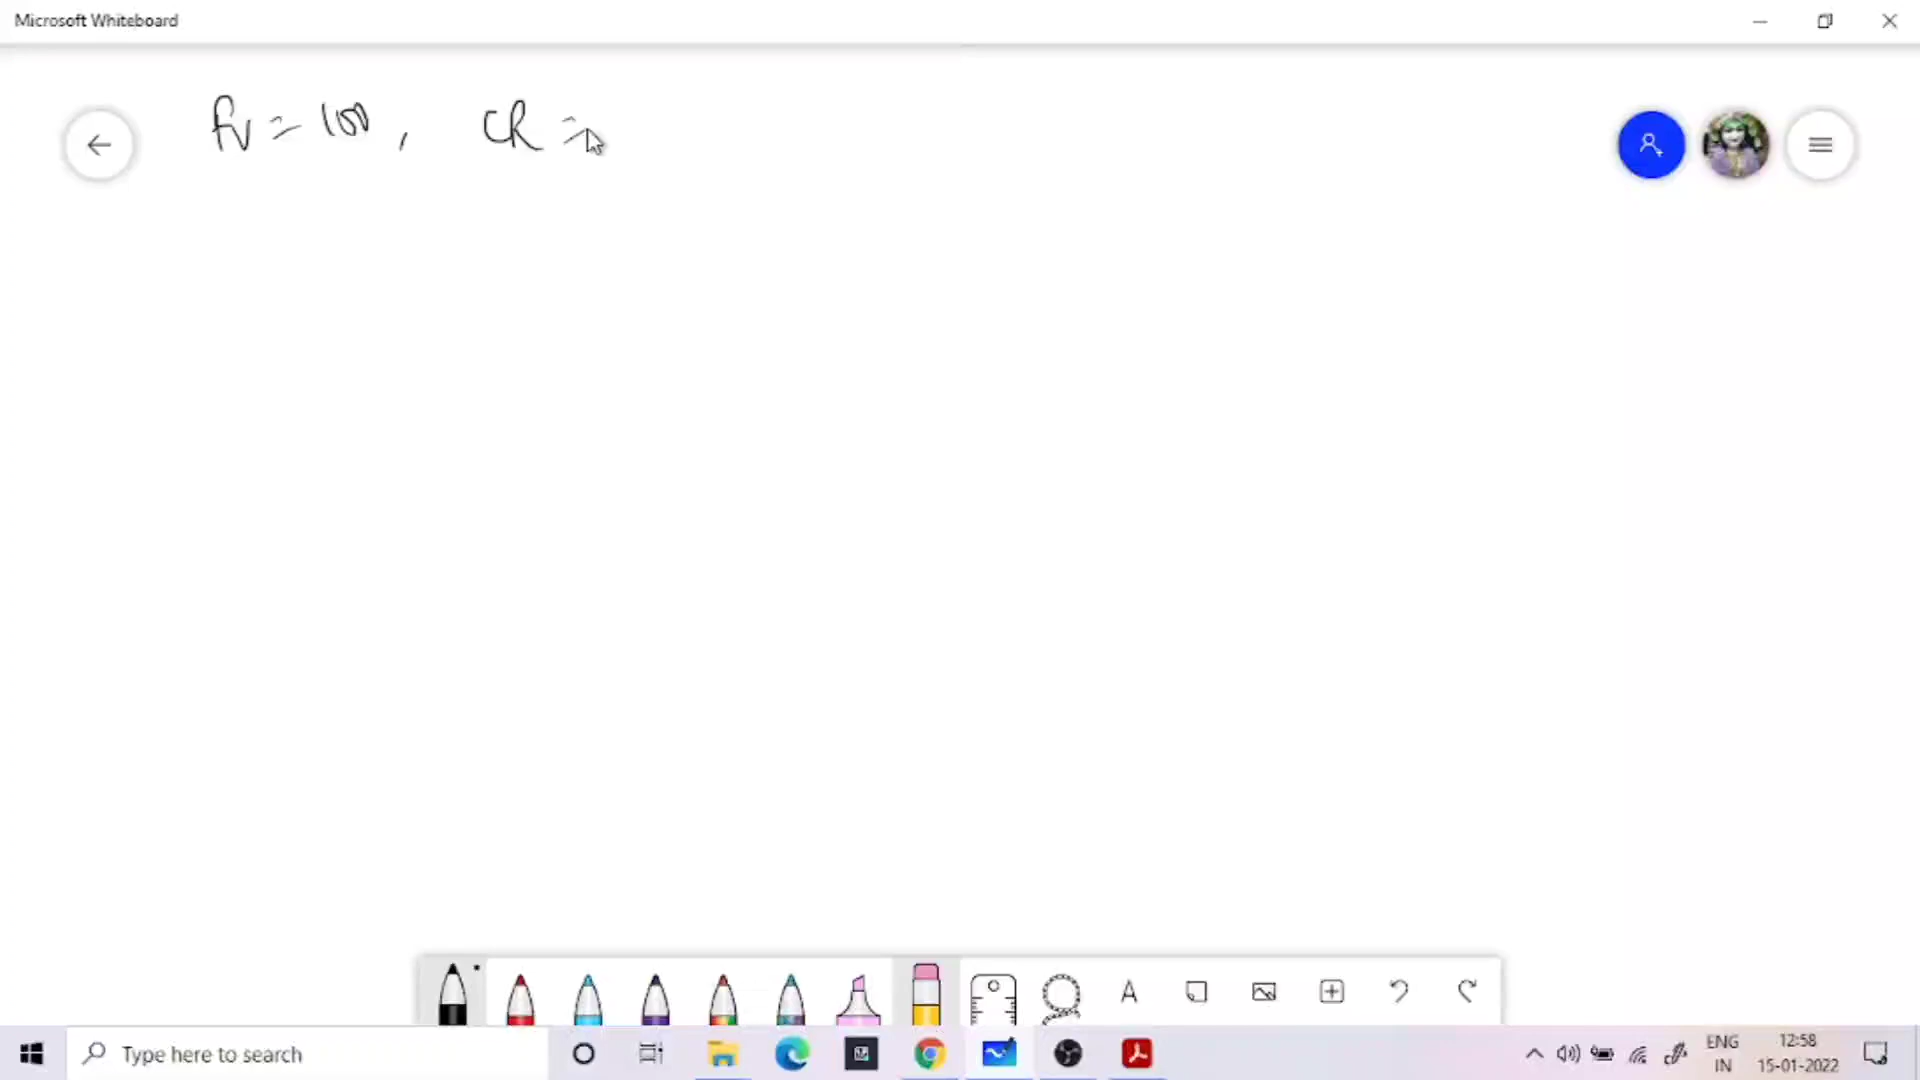 Microsoft Whiteboard
fv = 100, CR =
Type here to search
ENG
IN
12:58
15-01-2022